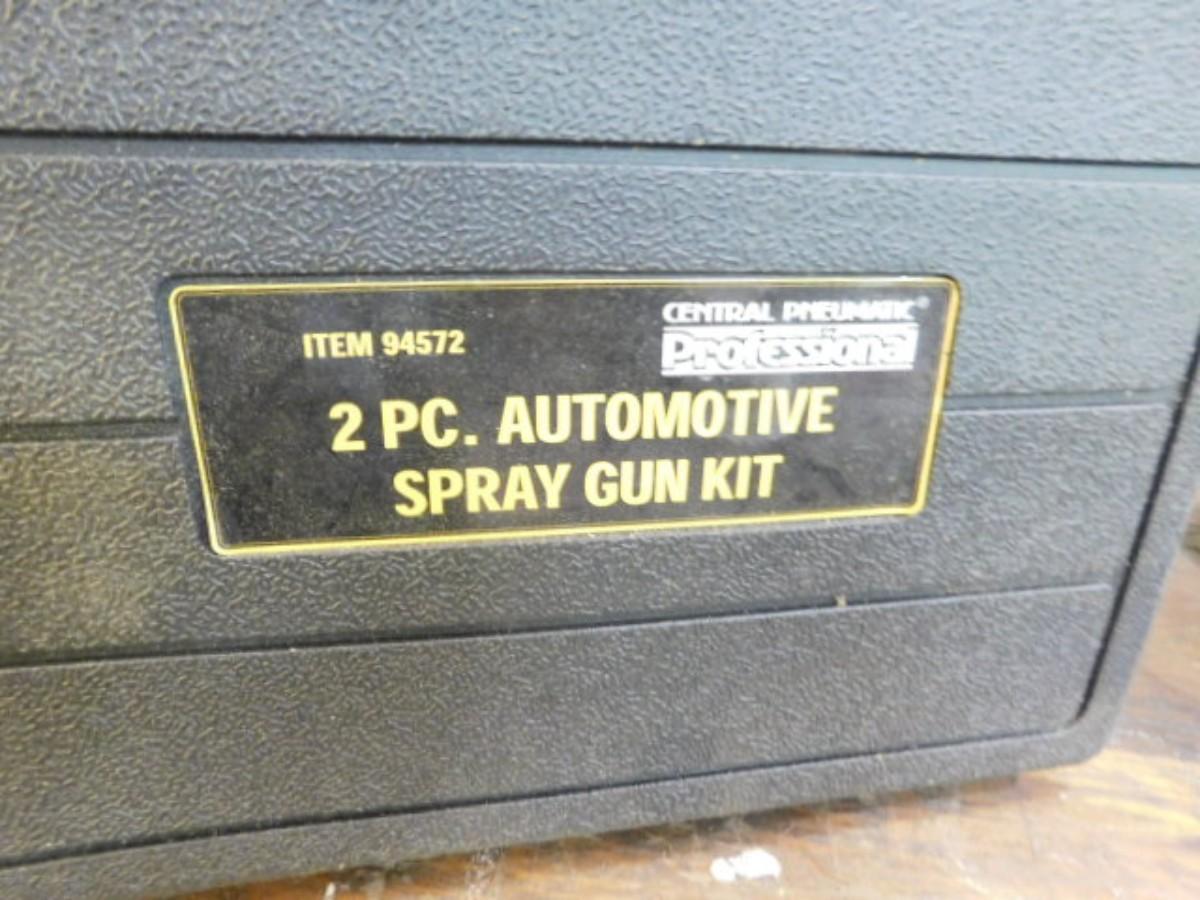 CENTRAL PNEUMATIC®
Professional
ITEM 94572
2 PC. AUTOMOTIVE
SPRAY GUN KIT